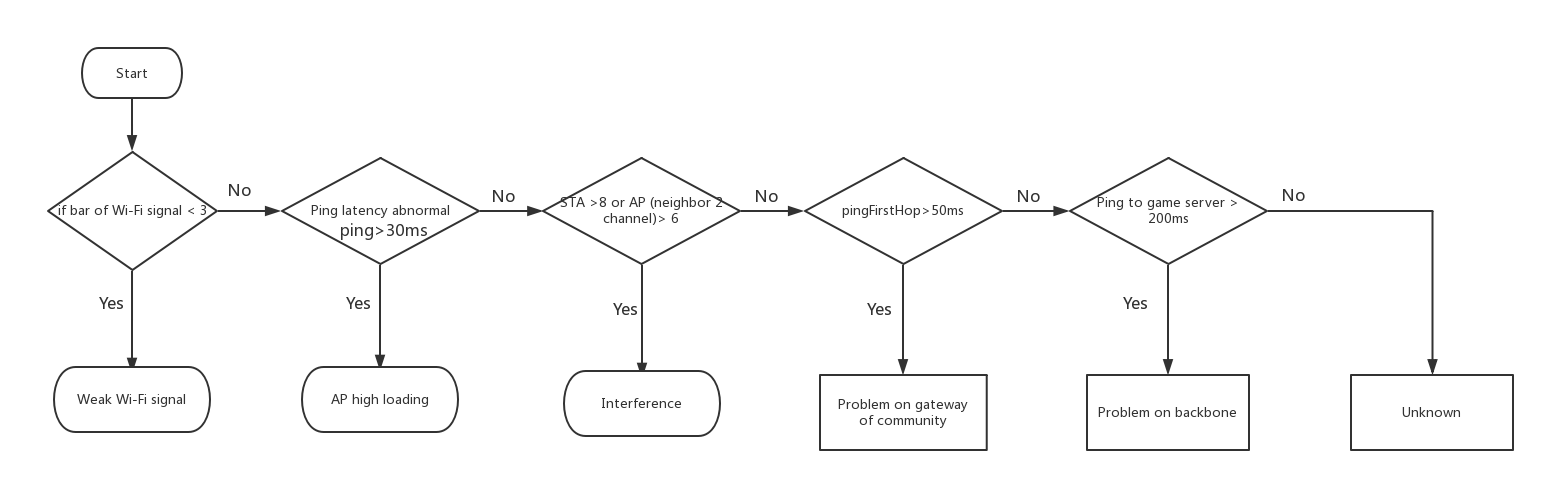 Start
if bar of Wi-Fi signal < 3
No
Ping latency abnormal
ping>30ms
No
STA >8 or AP (neighbor 2
channel)> 6
No
pingFirstHop>50ms
No
Ping to game server >
200ms
No
Yes
Yes
Yes
Yes
Yes
Weak Wi-Fi signal
AP high loading
Interference
Problem on gateway
of community
Problem on backbone
Unknown